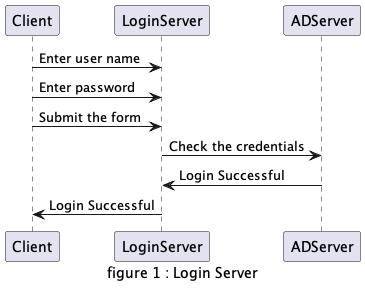 Client LoginServer ADServer
Enter user name
Enter password
Submit the form
Check the credentials
Login Successful
Login Successful
Client LoginServer ADServer
figure 1 : Login Server